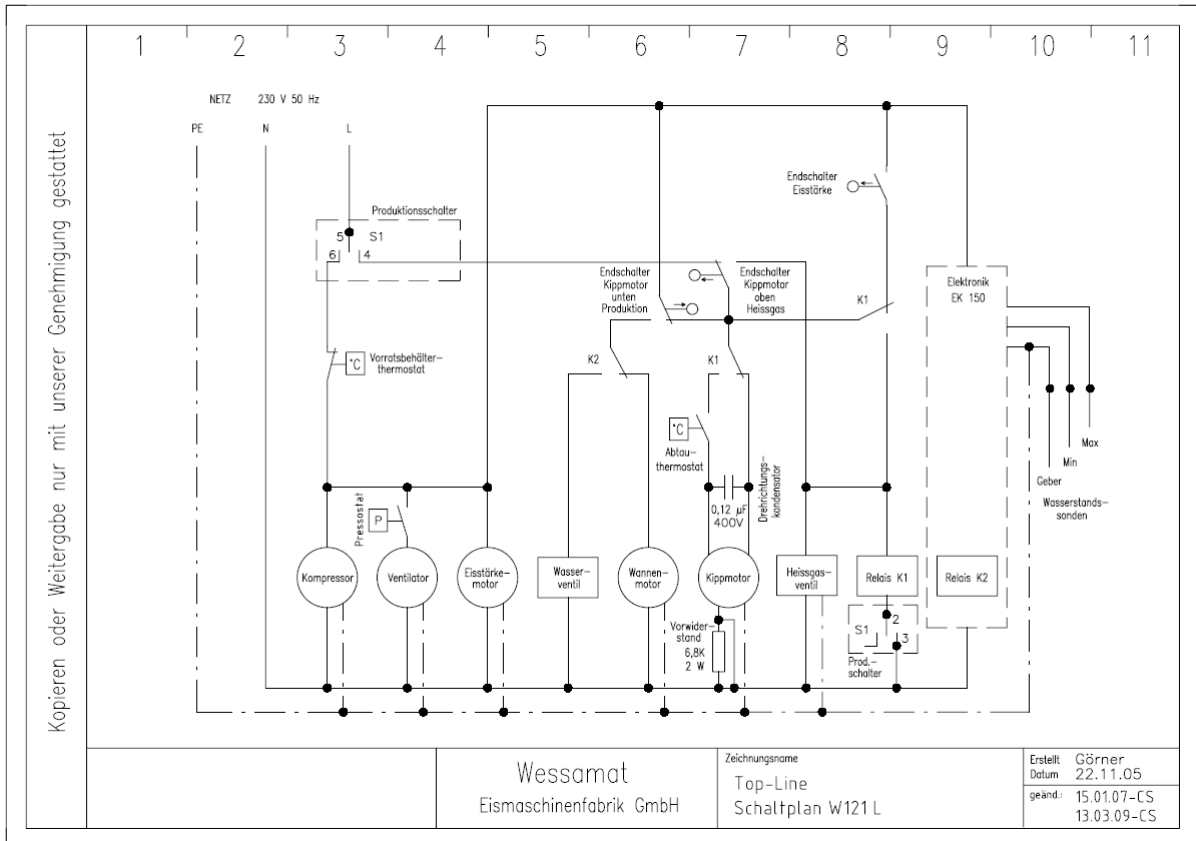 Kopieren oder Weitergabe nur mit unserer Genehmigung gestattet
1 2 3 4 5 6 7 8 9 10 11
NETZ 230 V 50 Hz
PE N L
Produktionsschalter
5 S1
6 4
Endschalter
Eisstärke
Endschalter
Kippmotor
unten
Produktion
Endschalter
Kippmotor
oben
Heissgas
K1
Elektronik
EK 150
°C
Vorratsbehälter-
thermostat
K2
K1
°C
Abtau-
thermostat
Max
Min
Geber
Wasserstands-
sonden
Pressostat
P
0,12 µF
400V
Drehrichtungs-
kondensator
Kompressor
Ventilator
Eisstärke-
motor
Wasser-
ventil
Wannen-
motor
Kippmotor
Heissgas-
ventil
Relais K1
Relais K2
Vorwider-
stand
6,8K
2 W
S1
2
3
Prod.-
schalter
Wessamat
Eismaschinenfabrik GmbH
Zeichnungsname
Top-Line
Schaltplan W121 L
Erstellt Görner
Datum 22.11.05
geänd.: 15.01.07-CS
13.03.09-CS